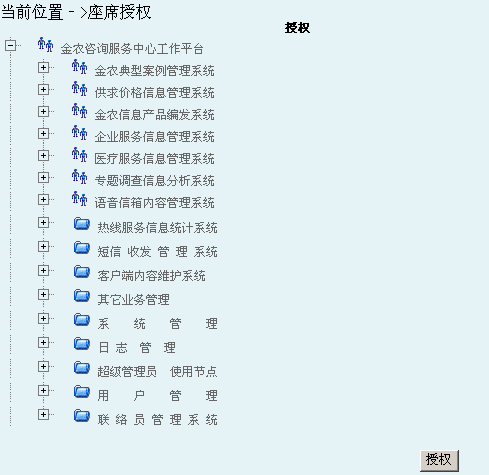 当前位置 - >座席授权
授权
金农咨询服务中心工作平台
金农典型案例管理系统
供求价格信息管理系统
金农信息产品编发系统
企业服务信息管理系统
医疗服务信息管理系统
专题调查信息分析系统
语音信箱内容管理系统
热线服务信息统计系统
短信 收发 管 理 系统
客户端内容维护系统
其它业务管理
系 统 管 理
日 志 管 理
超级管理员 使用节点
用 户 管 理
联 络 员 管 理 系 统
授权